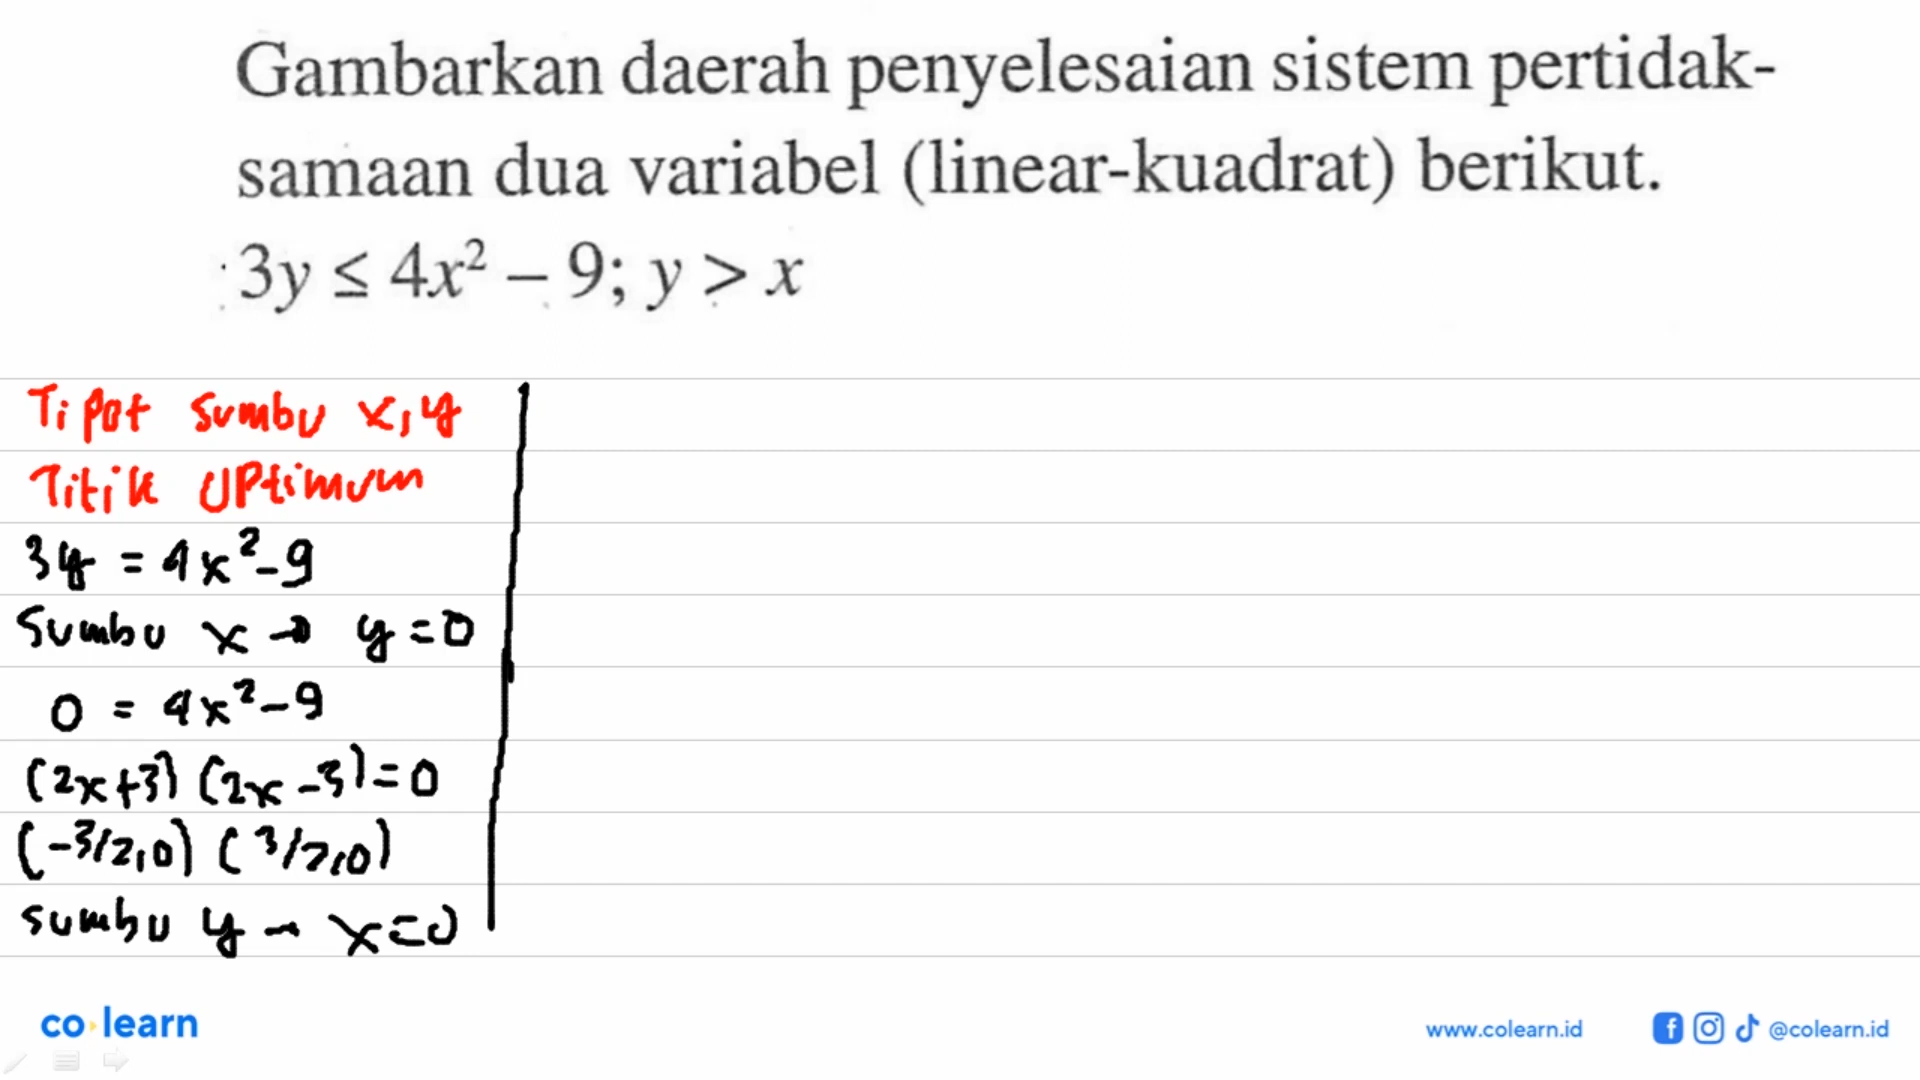 Gambarkan daerah penyelesaian sistem pertidak-
samaan dua variabel (linear-kuadrat) berikut.
3y ≤ 4x² – 9; y > x
Tipot sumbu x, y
Titik Optimum
3y = 4x² - 9
Sumbu x → y = 0
0 = 4x² - 9
(2x+3) (2x-3) = 0
(-3/2,0) (3/2,0)
sumbu y → x=0
co learn
www.colearn.id @colearn.id